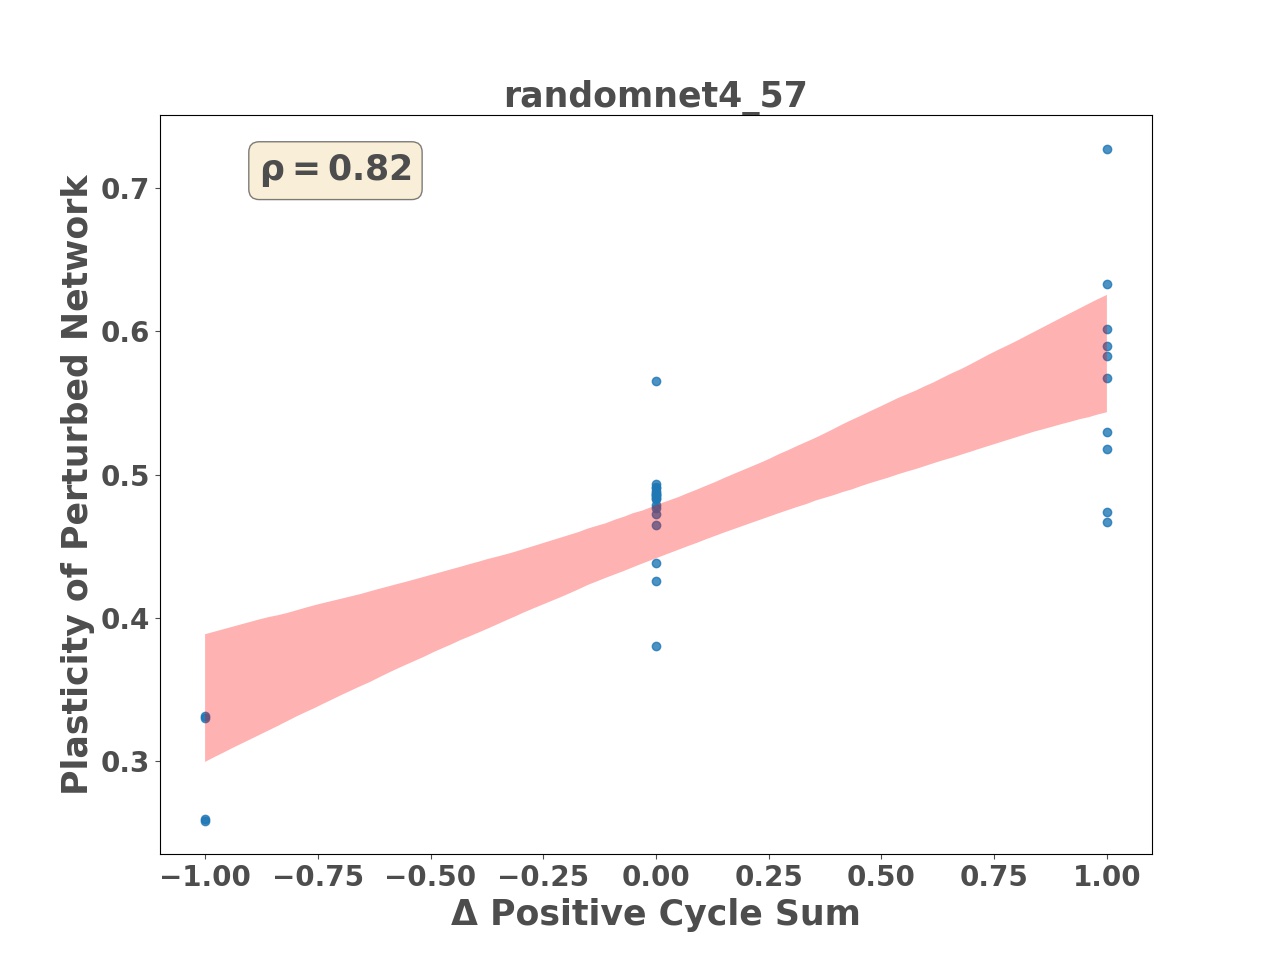 randomnet4_57
ρ = 0.82
Plasticity of Perturbed Network
0.7
0.6
0.5
0.4
0.3
−1.00 −0.75 −0.50 −0.25 0.00 0.25 0.50 0.75 1.00
Δ Positive Cycle Sum